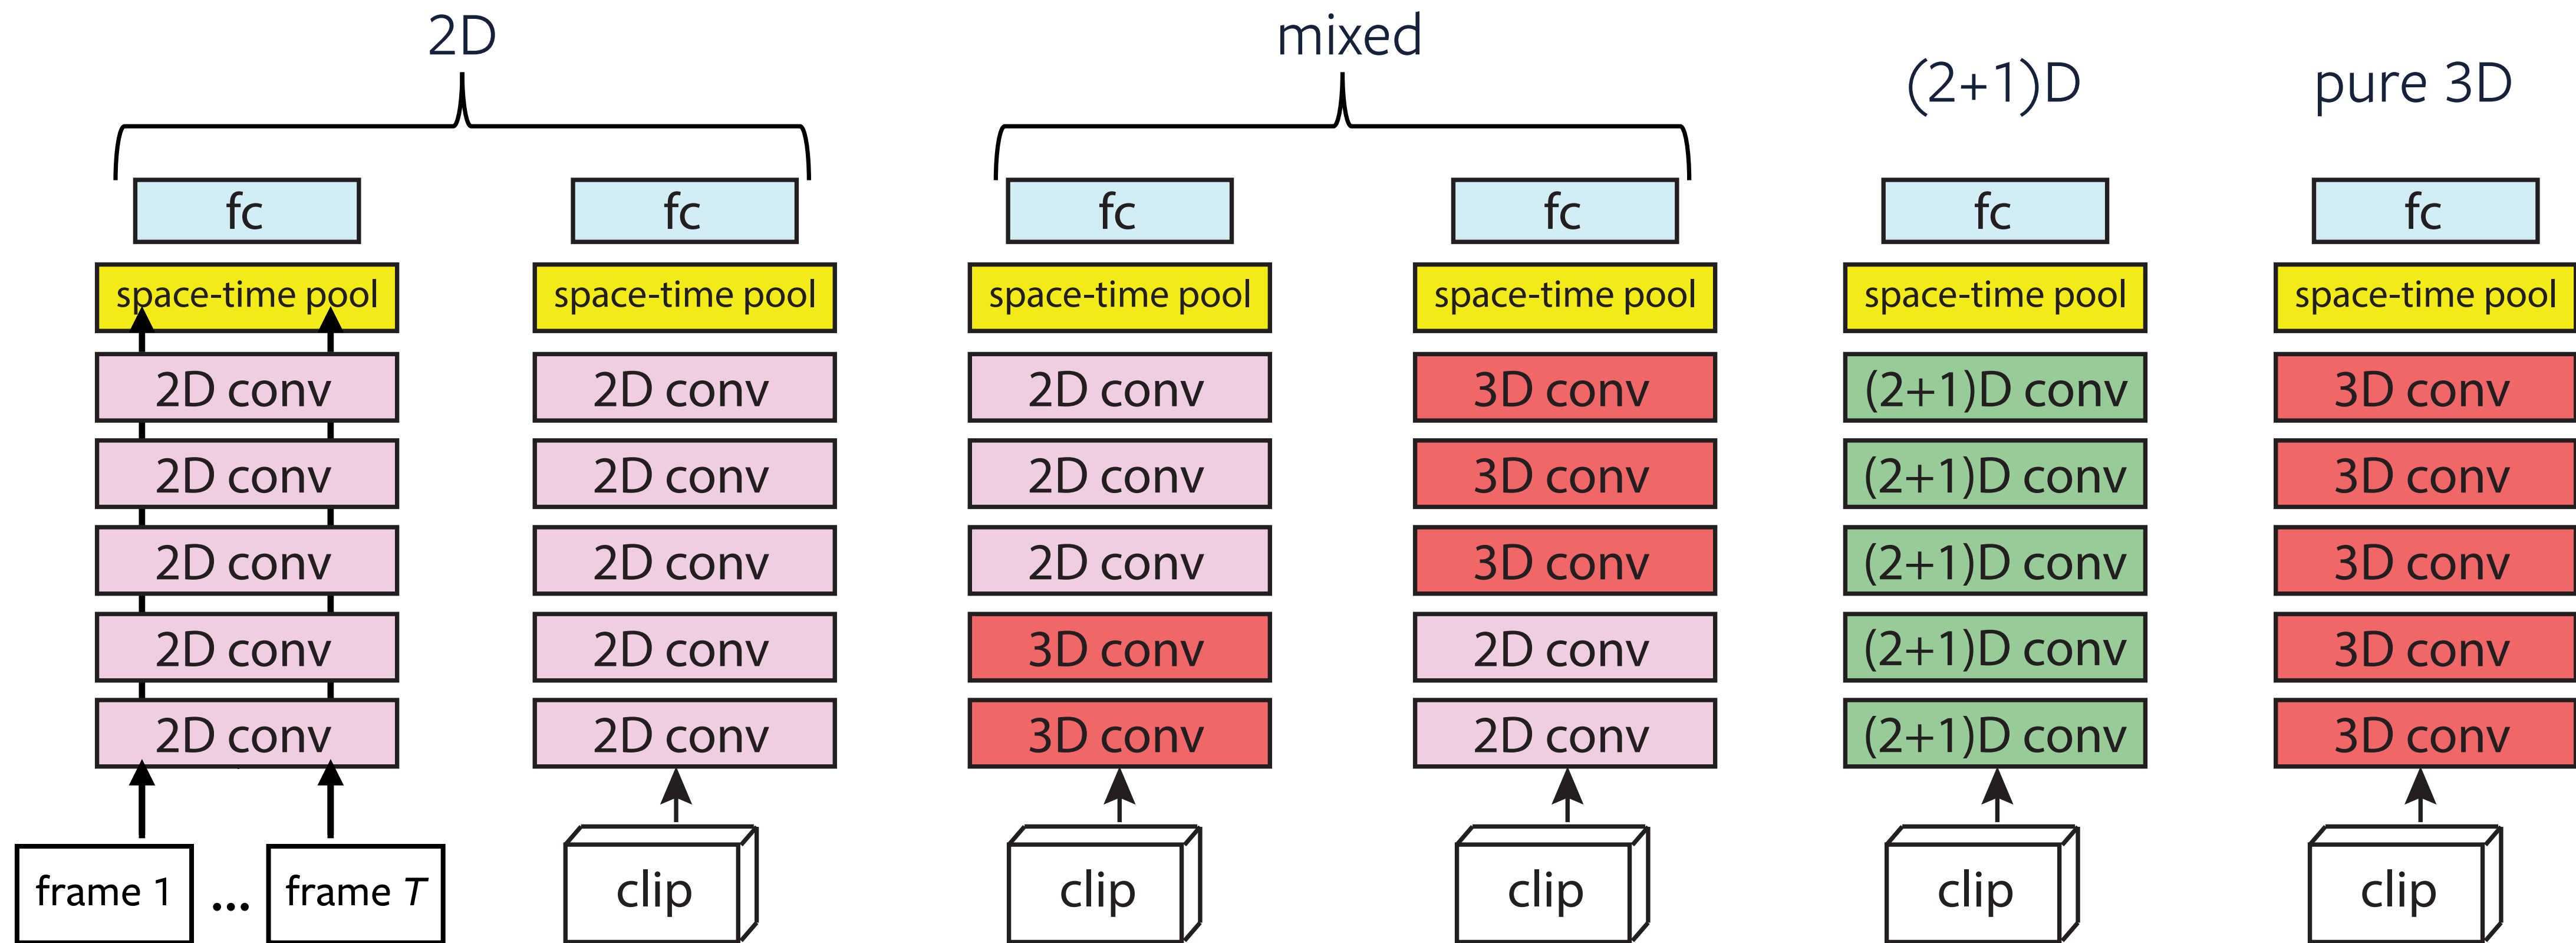 2D
mixed
(2+1)D
pure 3D
fc
space-time pool
2D conv
2D conv
2D conv
2D conv
2D conv
frame 1
...
frame T
fc
space-time pool
2D conv
2D conv
2D conv
2D conv
2D conv
clip
fc
space-time pool
2D conv
2D conv
2D conv
3D conv
3D conv
clip
fc
space-time pool
3D conv
3D conv
3D conv
2D conv
2D conv
clip
fc
space-time pool
(2+1)D conv
(2+1)D conv
(2+1)D conv
(2+1)D conv
(2+1)D conv
clip
fc
space-time pool
3D conv
3D conv
3D conv
3D conv
3D conv
clip